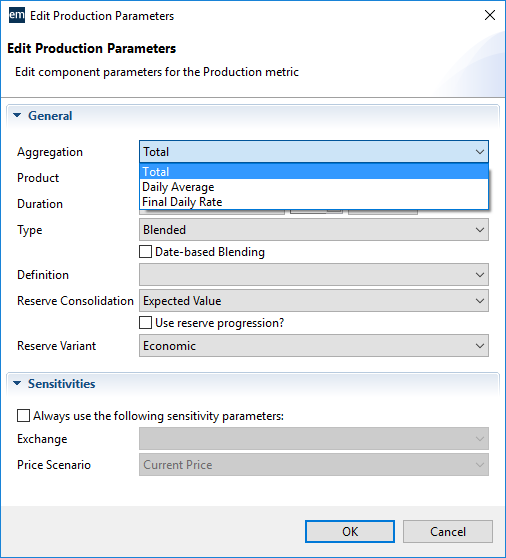 em Edit Production Parameters
Edit Production Parameters
Edit component parameters for the Production metric
General
Aggregation Total
Total
Product
Daily Average
Duration
Final Daily Rate
Type Blended
Date-based Blending
Definition
Reserve Consolidation Expected Value
Use reserve progression?
Reserve Variant Economic
Sensitivities
Always use the following sensitivity parameters:
Exchange
Price Scenario Current Price
OK Cancel